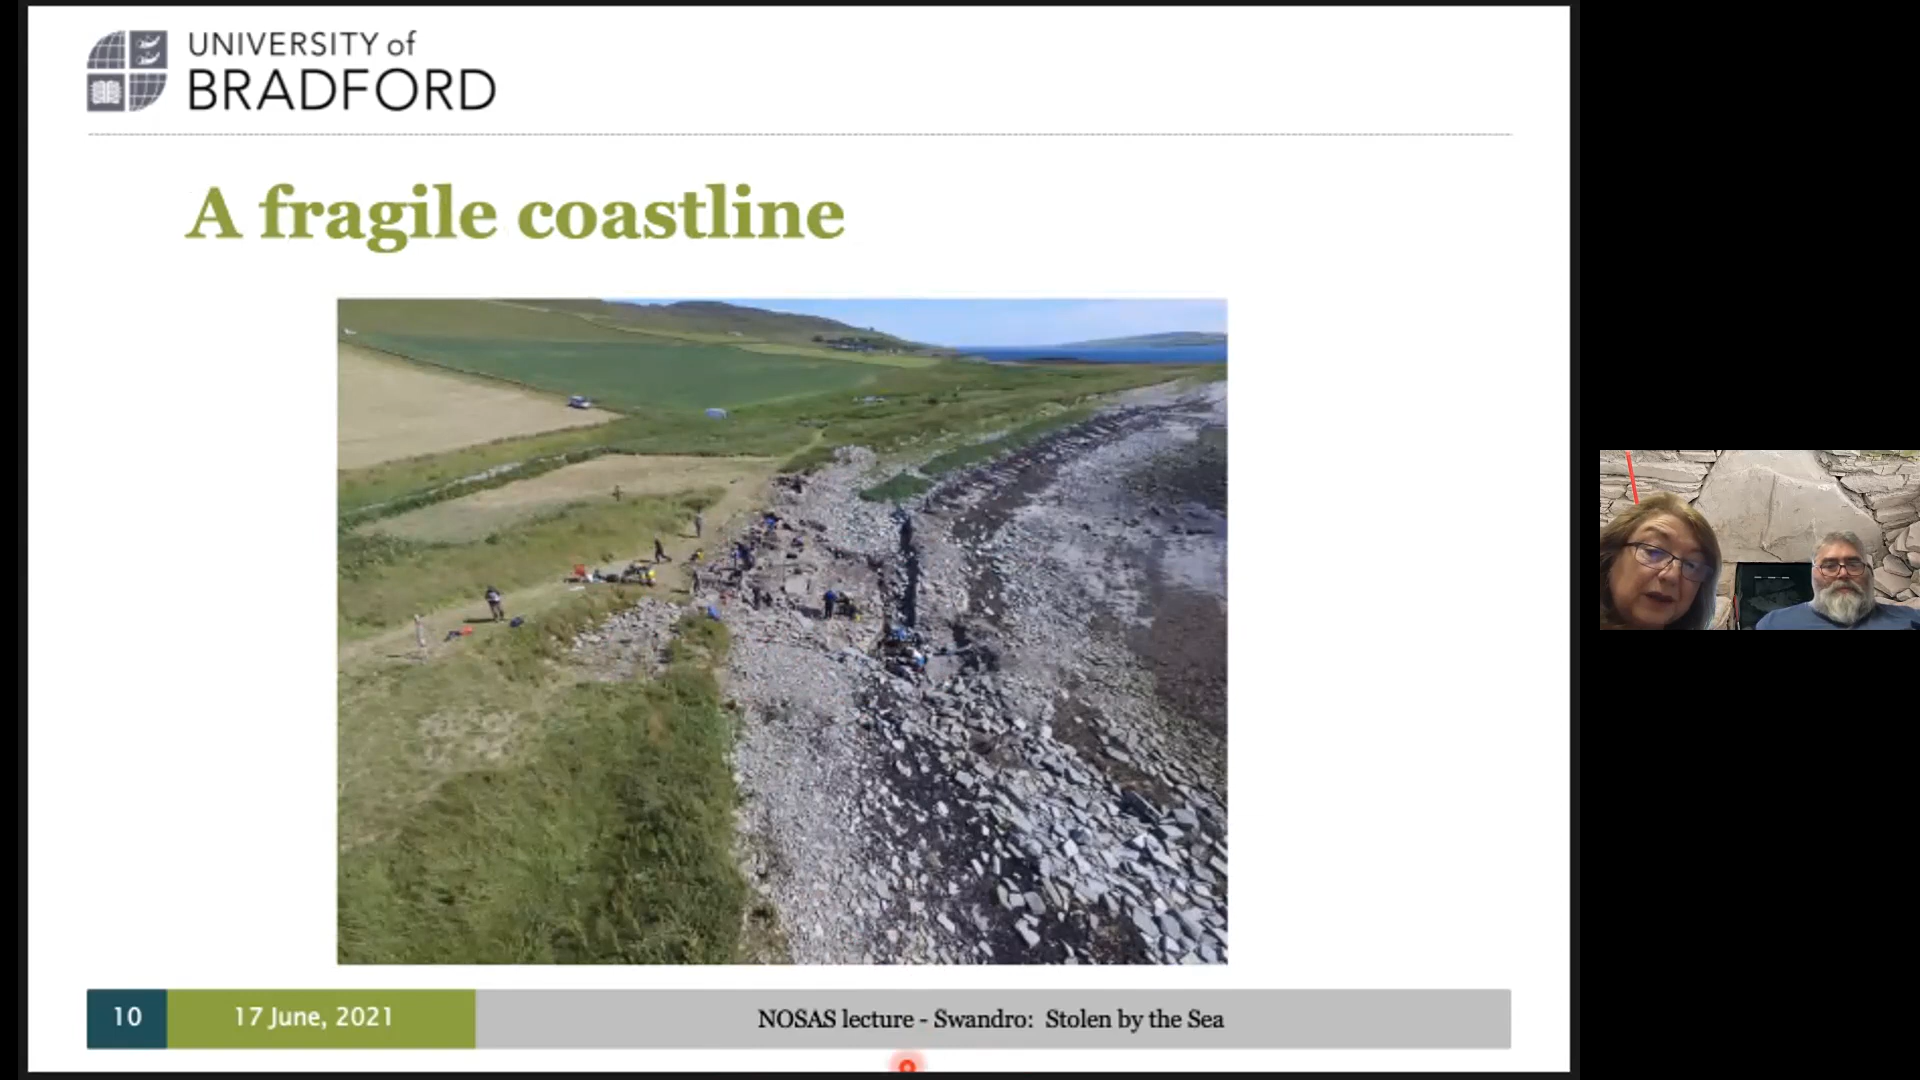 UNIVERSITY of
BRADFORD
A fragile coastline
10
17 June, 2021
NOSAS lecture - Swandro: Stolen by the Sea